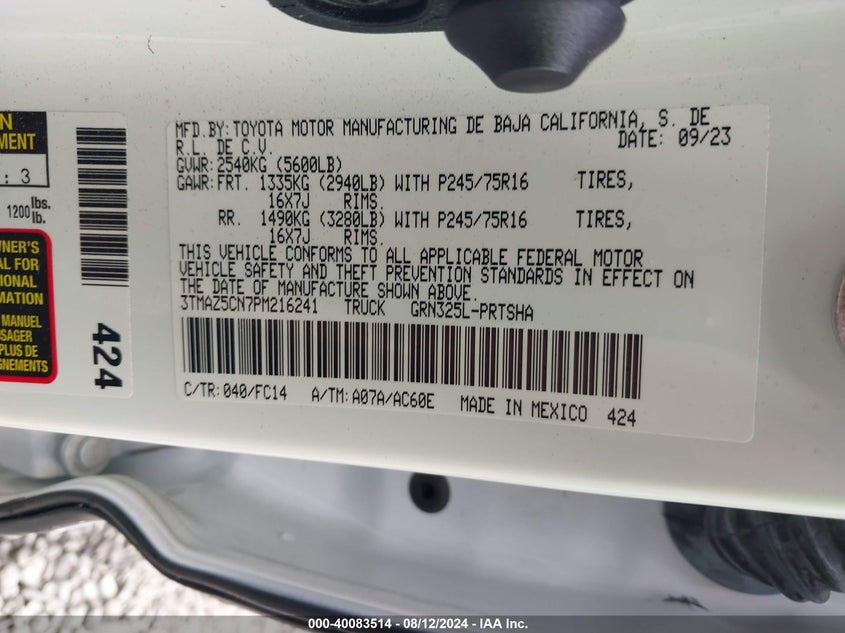 N
EMENT
: 3
1200 lbs.
lb.
WNER'S
AL FOR
IONAL
RMATION
MANUEL
SAGER
PLUS DE
GNEMENTS
424
MFD.BY:TOYOTA MOTOR MANUFACTURING DE BAJA CALIFORNIA, S. DE
R.L. DE C.V. DATE: 09/23
GVWR:2540KG (5600LB)
GAWR:FRT. 1335KG (2940LB) WITH P245/75R16 TIRES,
16X7J RIMS.
RR. 1490KG (3280LB) WITH P245/75R16 TIRES,
16X7J RIMS.
THIS VEHICLE CONFORMS TO ALL APPLICABLE FEDERAL MOTOR
VEHICLE SAFETY AND THEFT PREVENTION STANDARDS IN EFFECT ON
THE DATE OF MANUFACTURE SHOWN ABOVE.
3TMAZ5CN7PM216241 TRUCK GRN325L-PRTSHA
C/TR:040/FC14 A/TM:A07A/AC60E MADE IN MEXICO 424
000-40083514 - 08/12/2024 - IAA Inc.